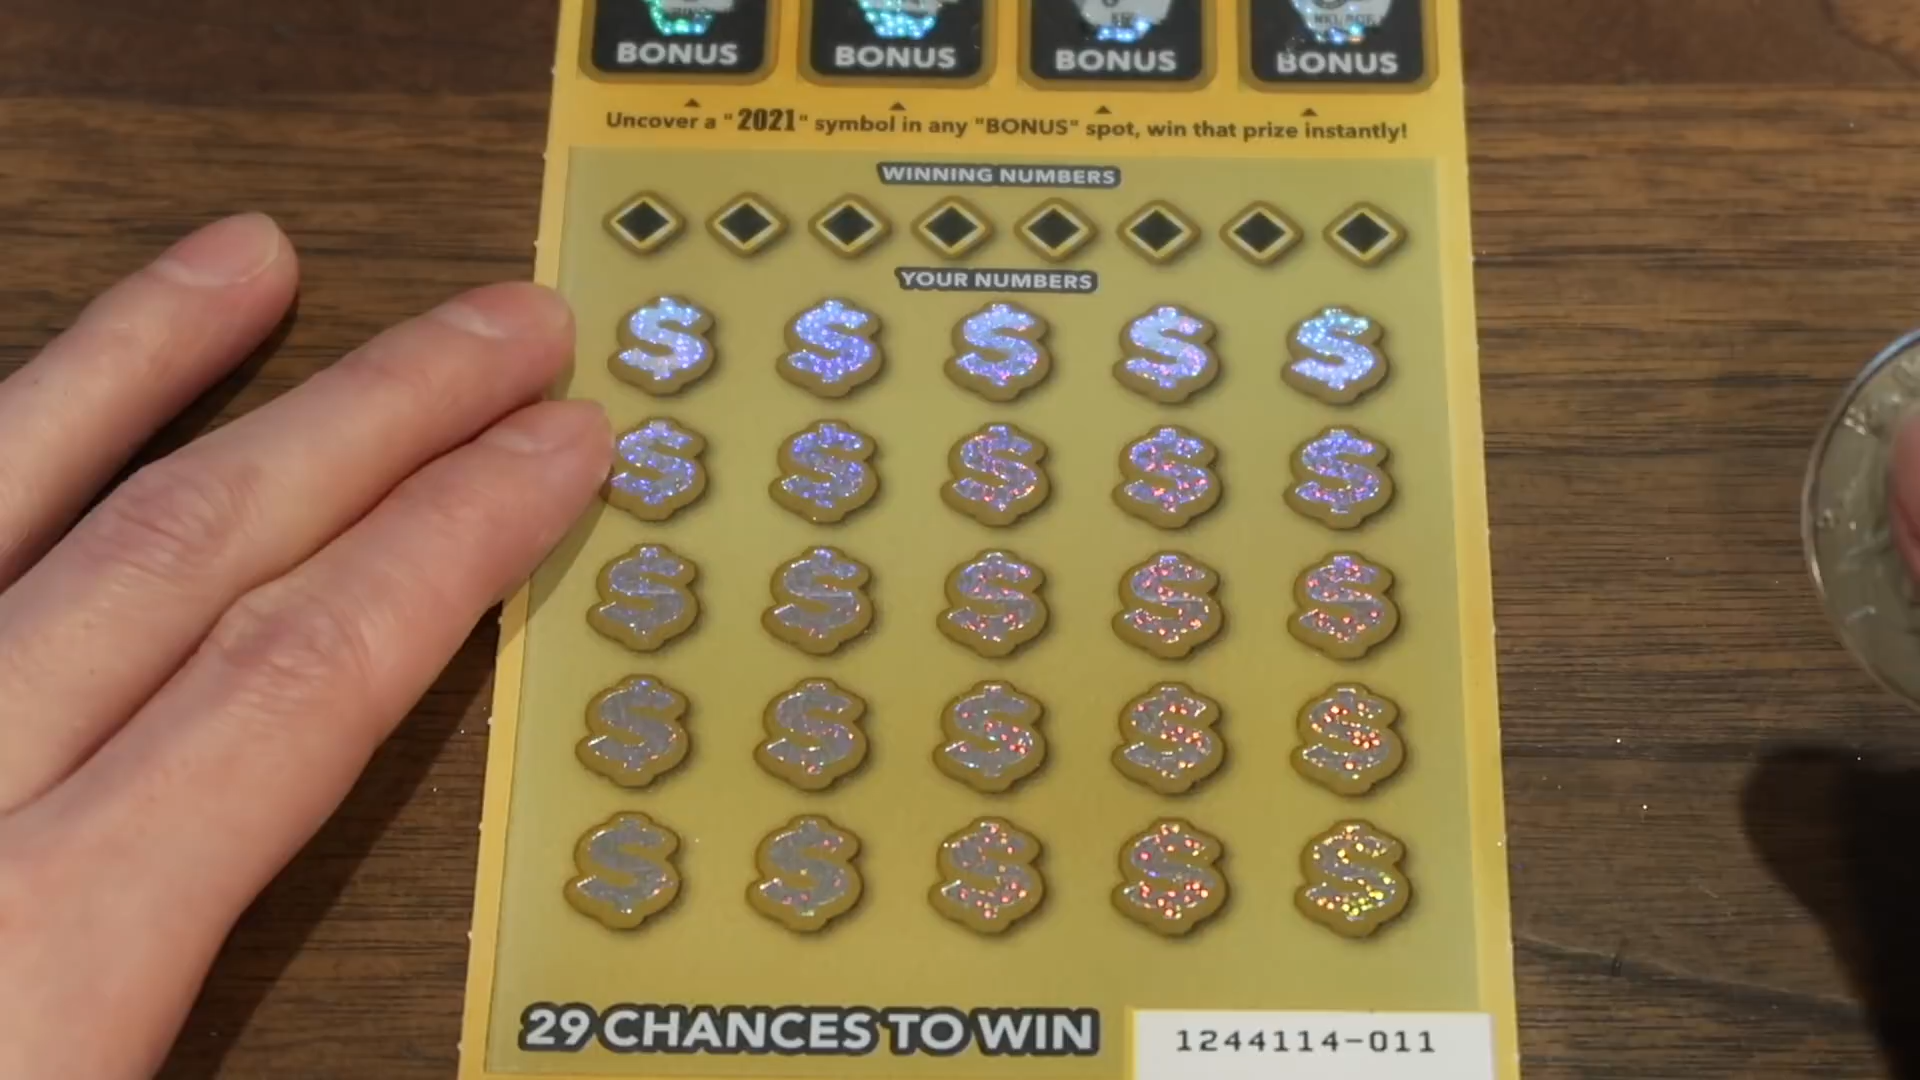 BONUS BONUS BONUS BONUS
Uncover a "2021" symbol in any "BONUS" spot, win that prize instantly!
WINNING NUMBERS
YOUR NUMBERS
29 CHANCES TO WIN
1244114-011